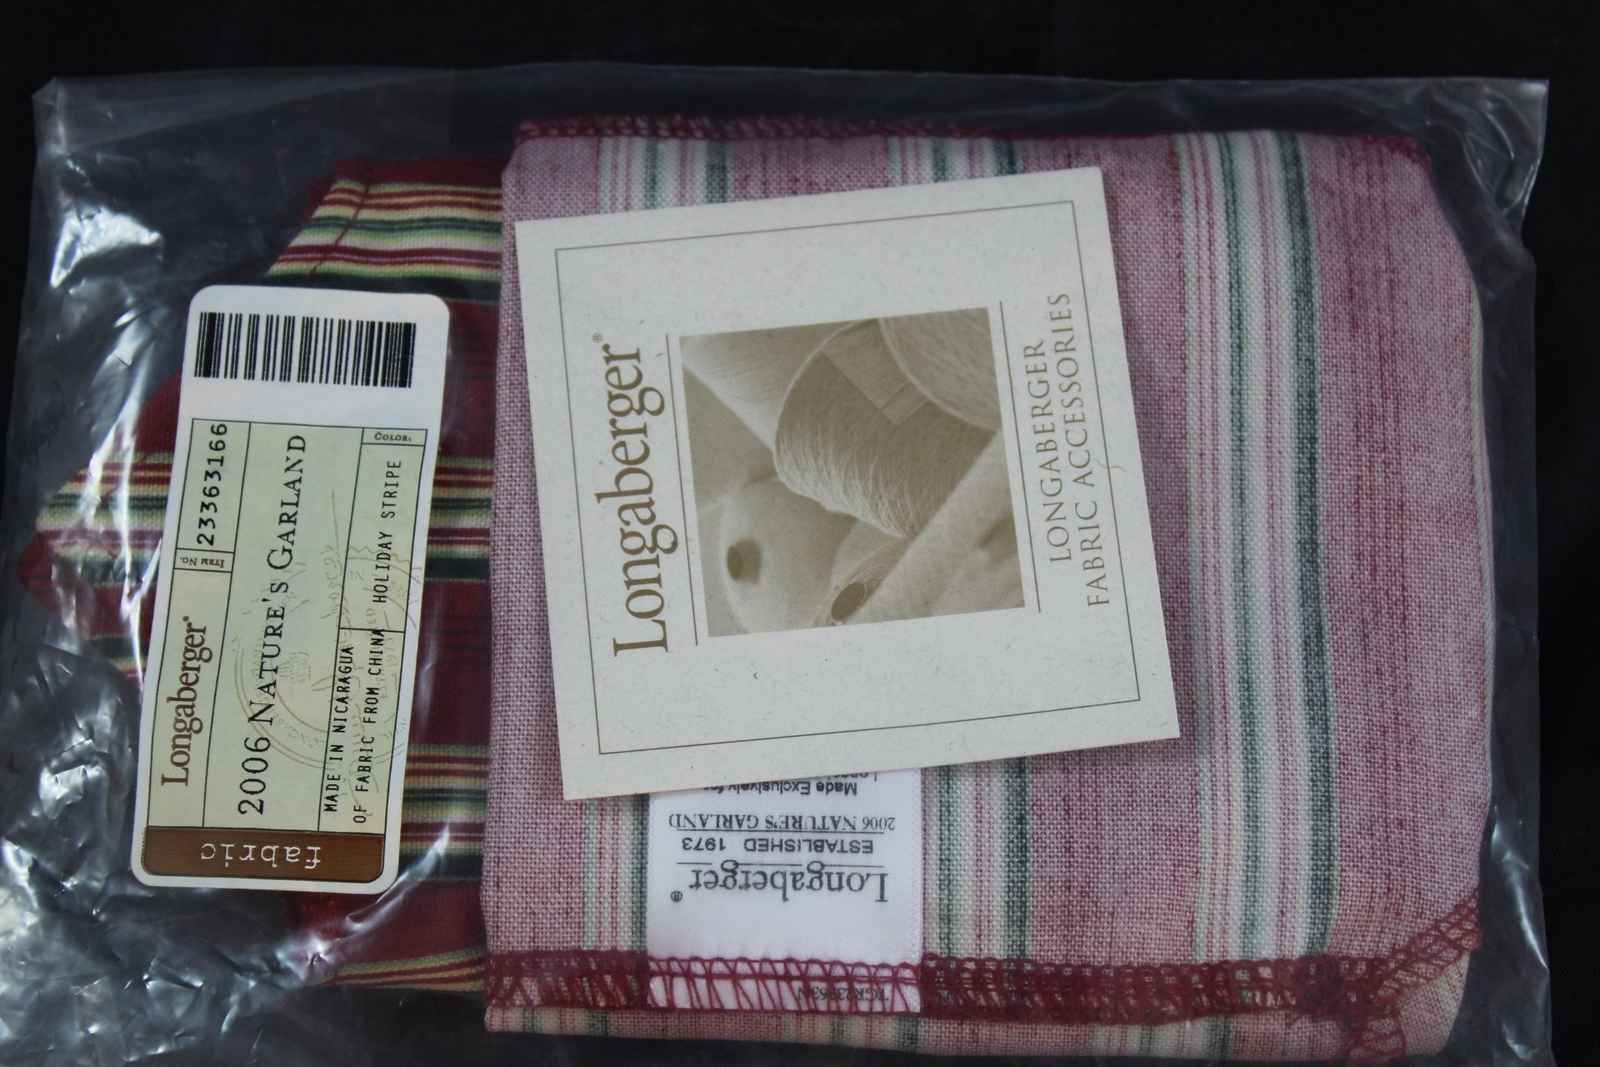 Longaberger®
Item No. 23363166
2006 NATURE'S GARLAND
MADE IN NICARAGUA
OF FABRIC FROM CHINA
COLOR:
HOLIDAY STRIPE
fabric
Longaberger®
LONGABERGER
FABRIC ACCESSORIES
Longaberger®
ESTABLISHED 1973
2006 NATURE'S GARLAND
Made Exclusively for